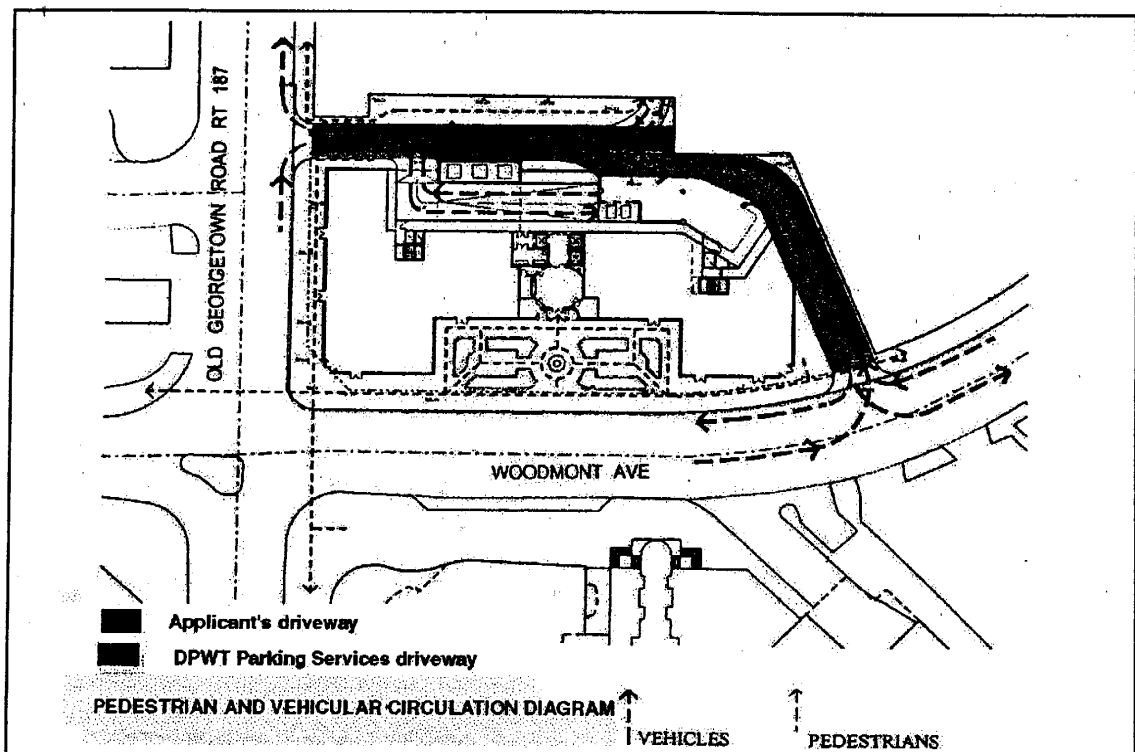 OLD GEORGETOWN ROAD RT 187
WOODMONT AVE
Applicant's driveway
DPWT Parking Services driveway
PEDESTRIAN AND VEHICULAR CIRCULATION DIAGRAM
VEHICLES
PEDESTRIANS